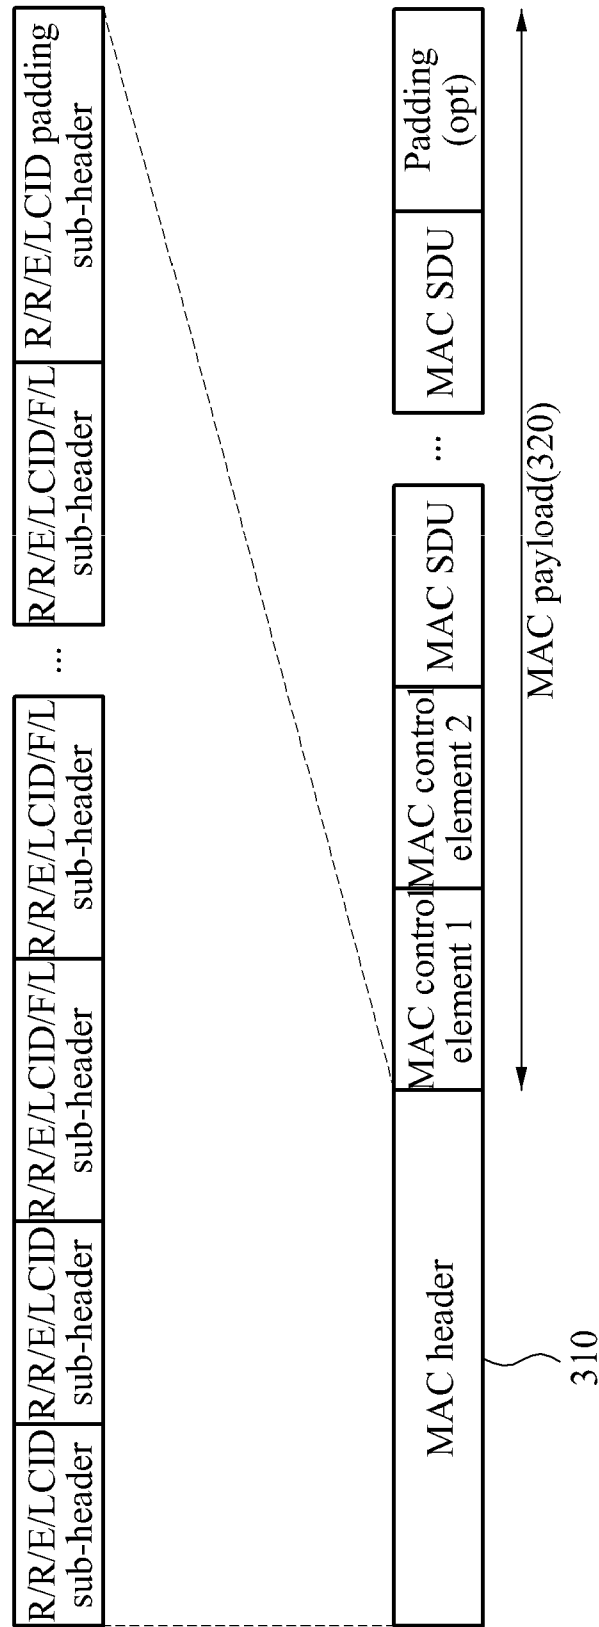 R/R/E/LCID
sub-header
R/R/E/LCID
sub-header
R/R/E/LCID/F/L
sub-header
R/R/E/LCID/F/L
sub-header
...
R/R/E/LCID/F/L
sub-header
R/R/E/LCID padding
sub-header
MAC header
MAC control
element 1
MAC control
element 2
MAC SDU
...
MAC SDU
Padding
(opt)
310
MAC payload(320)